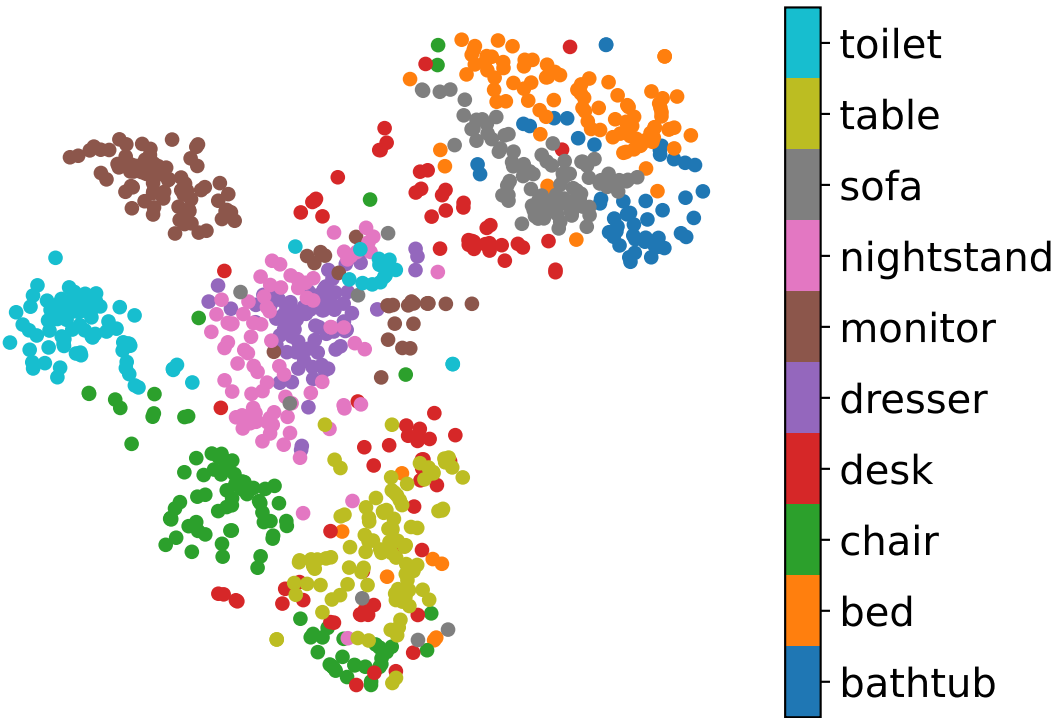 toilet
table
sofa
nightstand
monitor
dresser
desk
chair
bed
bathtub